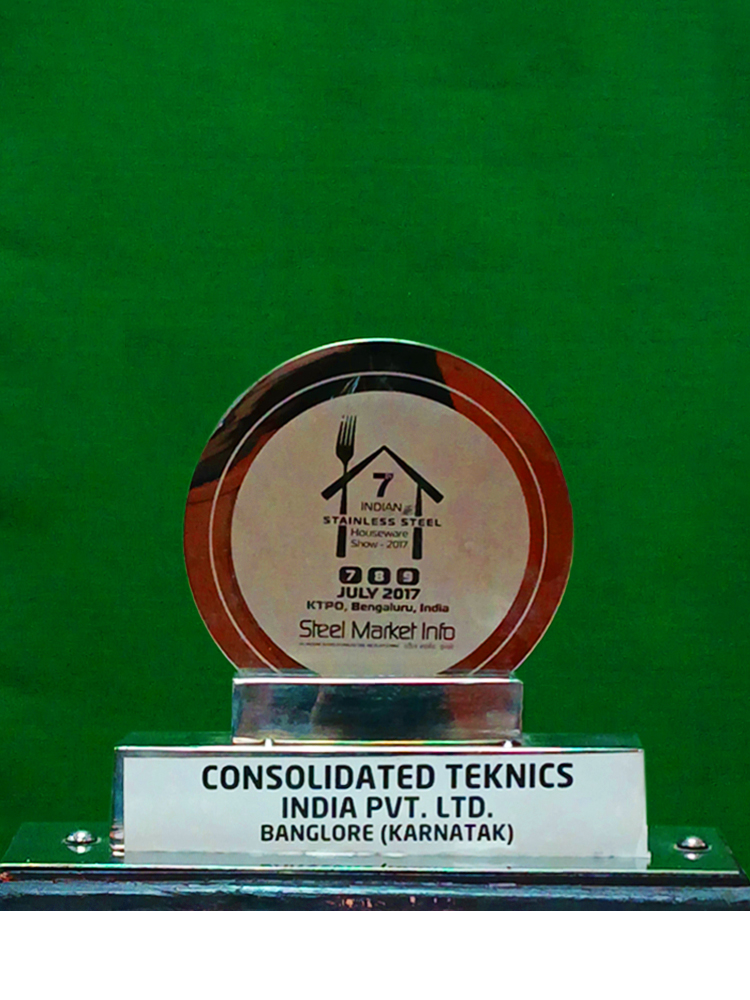 7th
INDIAN
STAINLESS STEEL
Houseware
Show - 2017
7 8 9
JULY 2017
KTPO, Bengaluru, India
Steel Market Info
CONSOLIDATED TEKNICS
INDIA PVT. LTD.
BANGLORE (KARNATAK)